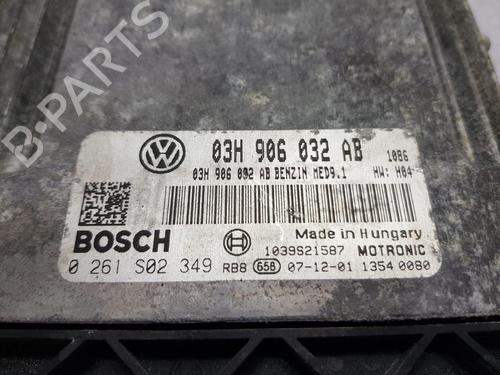 B-PARTS
03H 906 032 AB 1086
03H 906 032 AB BENZIN MED9.1 HW: H04
Made in Hungary
BOSCH 1039S21587 MOTRONIC
0 261 S02 349 RB8 658 07-12-01 1354 0080